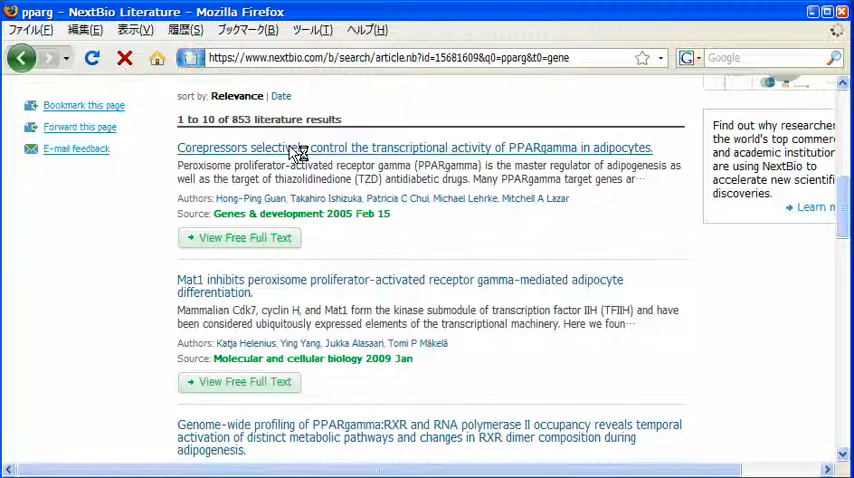 pparg - NextBio Literature - Mozilla Firefox
ファイル(F) 編集(E) 表示(V) 履歴(S) ブックマーク(B) ツール(T) ヘルプ(H)
https://www.nextbio.com/b/search/article.nb?id=15681609&q0=pparg&t0=gene
G Google
Bookmark this page
Forward this page
E-mail feedback
sort by: Relevance | Date
1 to 10 of 853 literature results
Corepressors selectively control the transcriptional activity of PPARgamma in adipocytes.
Peroxisome proliferator-activated receptor gamma (PPARgamma) is the master regulator of adipogenesis as
well as the target of thiazolidinedione (TZD) antidiabetic drugs. Many PPARgamma target genes ar…
Authors: Hong-Ping Guan, Takahiro Ishizuka, Patricia C Chui, Michael Lehrke, Mitchell A Lazar
Source: Genes & development 2005 Feb 15
View Free Full Text
Mat1 inhibits peroxisome proliferator-activated receptor gamma-mediated adipocyte
differentiation.
Mammalian Cdk7, cyclin H, and Mat1 form the kinase submodule of transcription factor IIH (TFIIH) and have
been considered ubiquitously expressed elements of the transcriptional machinery. Here we foun…
Authors: Katja Helenius, Ying Yang, Jukka Alasaari, Tomi P Mäkelä
Source: Molecular and cellular biology 2009 Jan
View Free Full Text
Genome-wide profiling of PPARgamma:RXR and RNA polymerase II occupancy reveals temporal
activation of distinct metabolic pathways and changes in RXR dimer composition during
adipogenesis.
Find out why researcher
the world's top commerc
and academic institution
are using NextBio to
accelerate new scientifi
discoveries.
Learn m